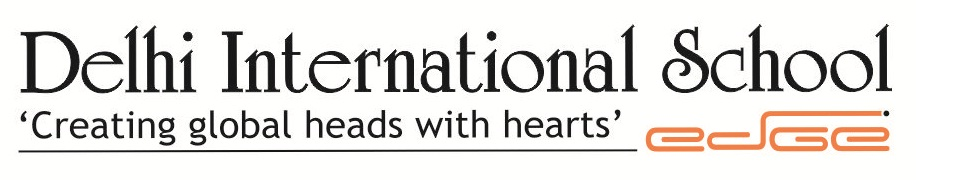 Delhi International School
‘Creating global heads with hearts’
edge